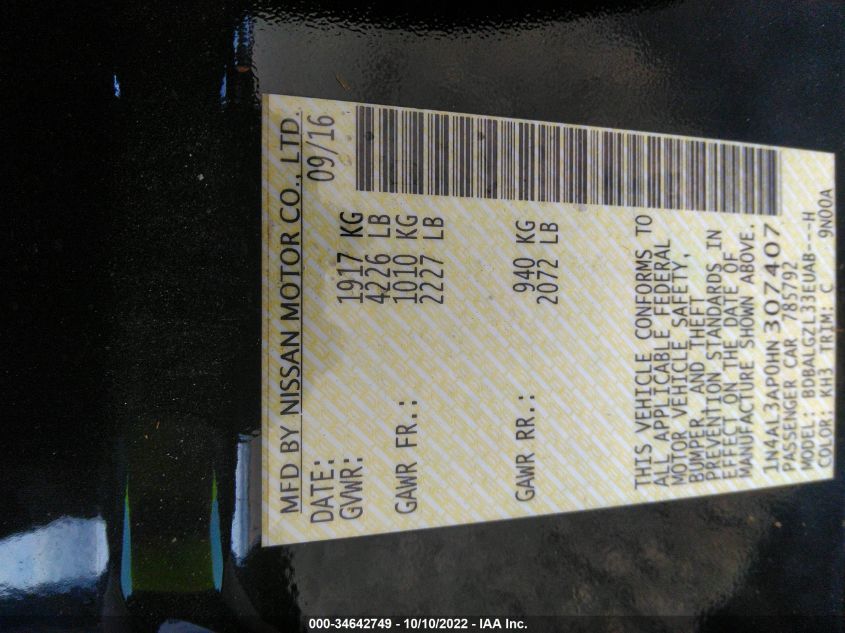 MFD BY NISSAN MOTOR CO., LTD.
DATE: 09/16
GVWR: 1917 KG
4226 LB
GAWR FR.: 1010 KG
2227 LB
GAWR RR.: 940 KG
2072 LB
THIS VEHICLE CONFORMS TO
ALL APPLICABLE FEDERAL
MOTOR VEHICLE SAFETY,
BUMPER AND THEFT
PREVENTION STANDARDS IN
EFFECT ON THE DATE OF
MANUFACTURE SHOWN ABOVE.
1N4AL3AP0HN307407
PASSENGER CAR 785792
MODEL: BDBALGZL33EUAB---H
COLOR: KH3 TRIM: C 9N00A
000-34642749 - 10/10/2022 - IAA Inc.